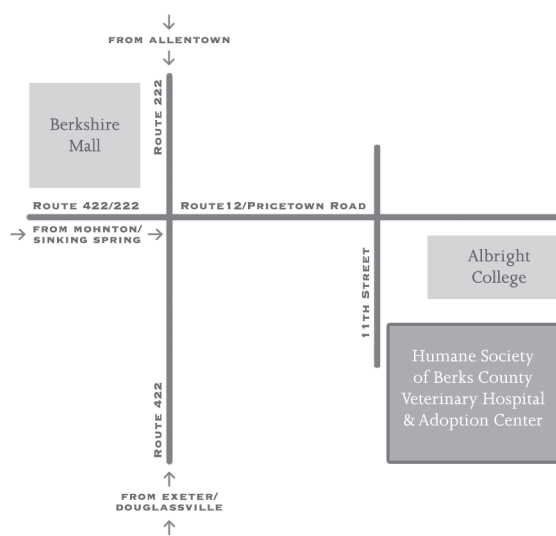 FROM ALLENTOWN
ROUTE 222
Berkshire
Mall
ROUTE 422/222
ROUTE12/PRICETOWN ROAD
FROM MOHNTON/
SINKING SPRING
Albright
College
11TH STREET
Humane Society
of Berks County
Veterinary Hospital
& Adoption Center
ROUTE 422
FROM EXETER/
DOUGLASSVILLE